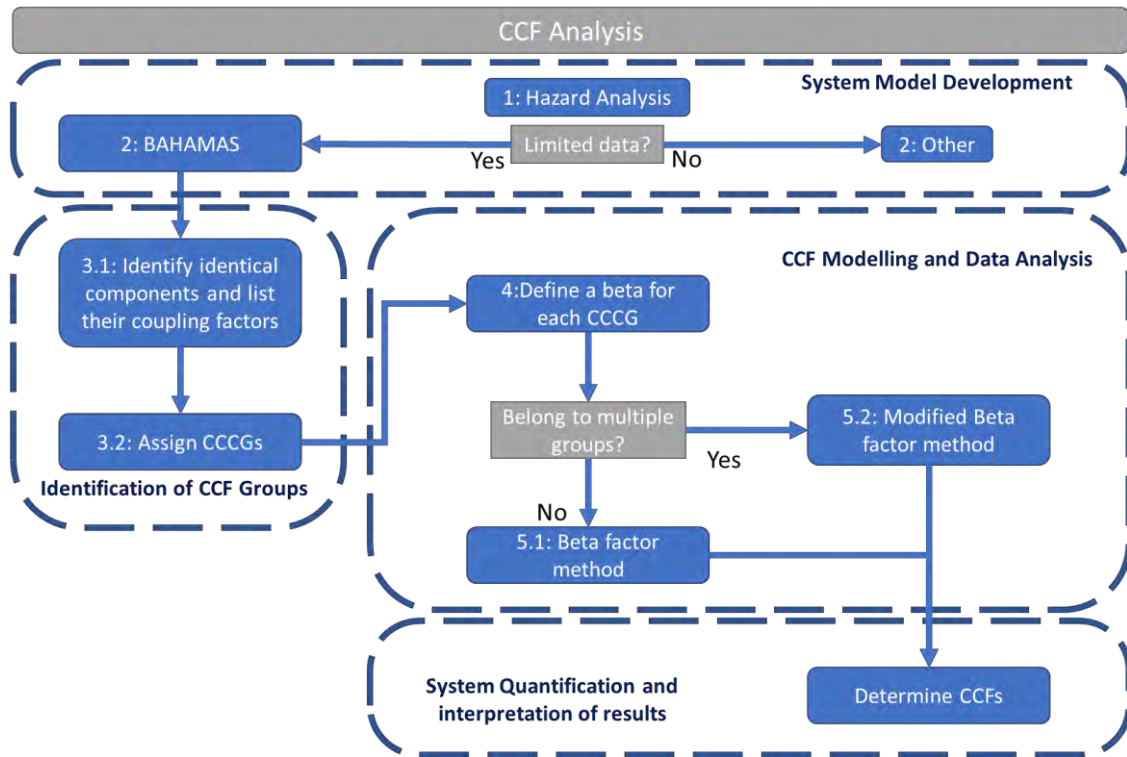 CCF Analysis
System Model Development
1: Hazard Analysis
2: BAHAMAS
Yes
Limited data?
No
2: Other
3.1: Identify identical
components and list
their coupling factors
3.2: Assign CCCGs
Identification of CCF Groups
CCF Modelling and Data Analysis
4:Define a beta for
each CCCG
Belong to multiple
groups?
Yes
5.2: Modified Beta
factor method
No
5.1: Beta factor
method
System Quantification and
interpretation of results
Determine CCFs